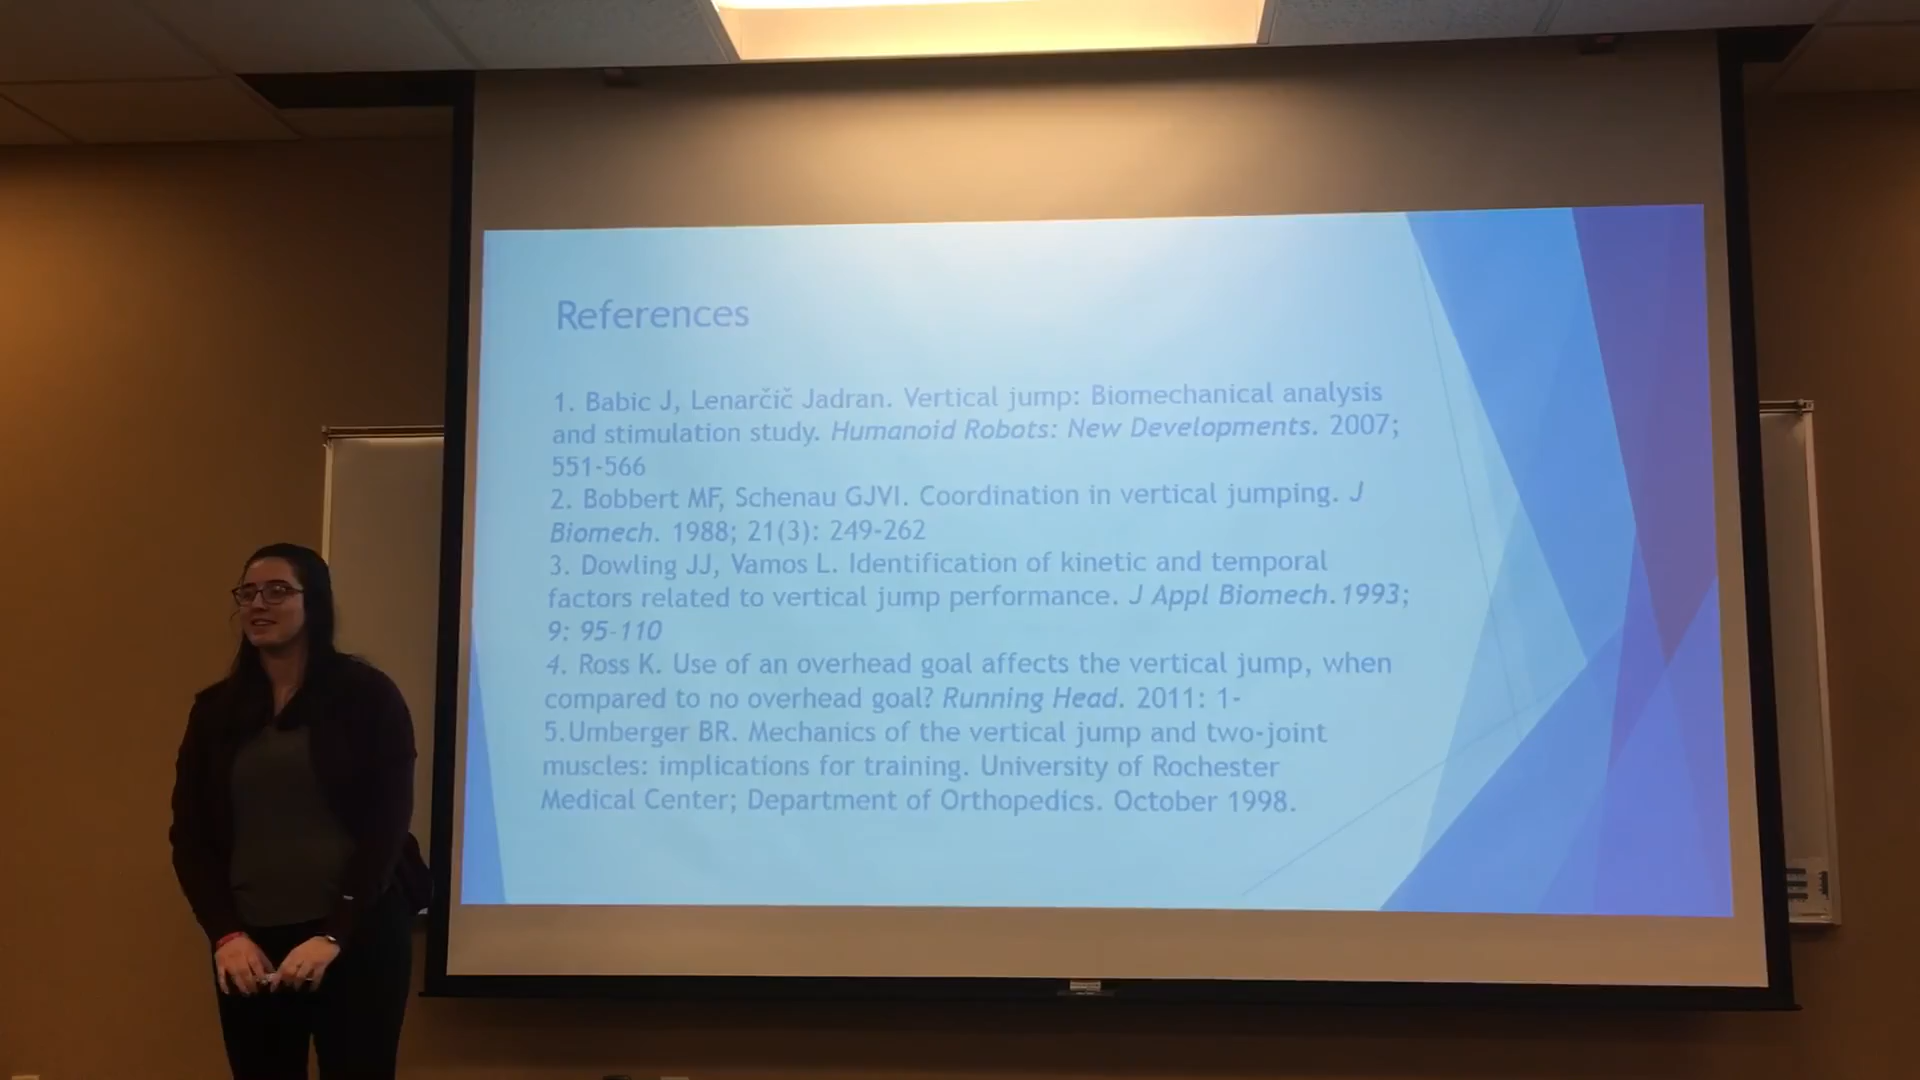 References
1. Babic J, Lenarčič Jadran. Vertical jump: Biomechanical analysis
and stimulation study. Humanoid Robots: New Developments. 2007;
551-566
2. Bobbert MF, Schenau GJVI. Coordination in vertical jumping. J
Biomech. 1988; 21(3): 249-262
3. Dowling JJ, Vamos L. Identification of kinetic and temporal
factors related to vertical jump performance. J Appl Biomech.1993;
9: 95-110
4. Ross K. Use of an overhead goal affects the vertical jump, when
compared to no overhead goal? Running Head. 2011: 1-
5.Umberger BR. Mechanics of the vertical jump and two-joint
muscles: implications for training. University of Rochester
Medical Center; Department of Orthopedics. October 1998.